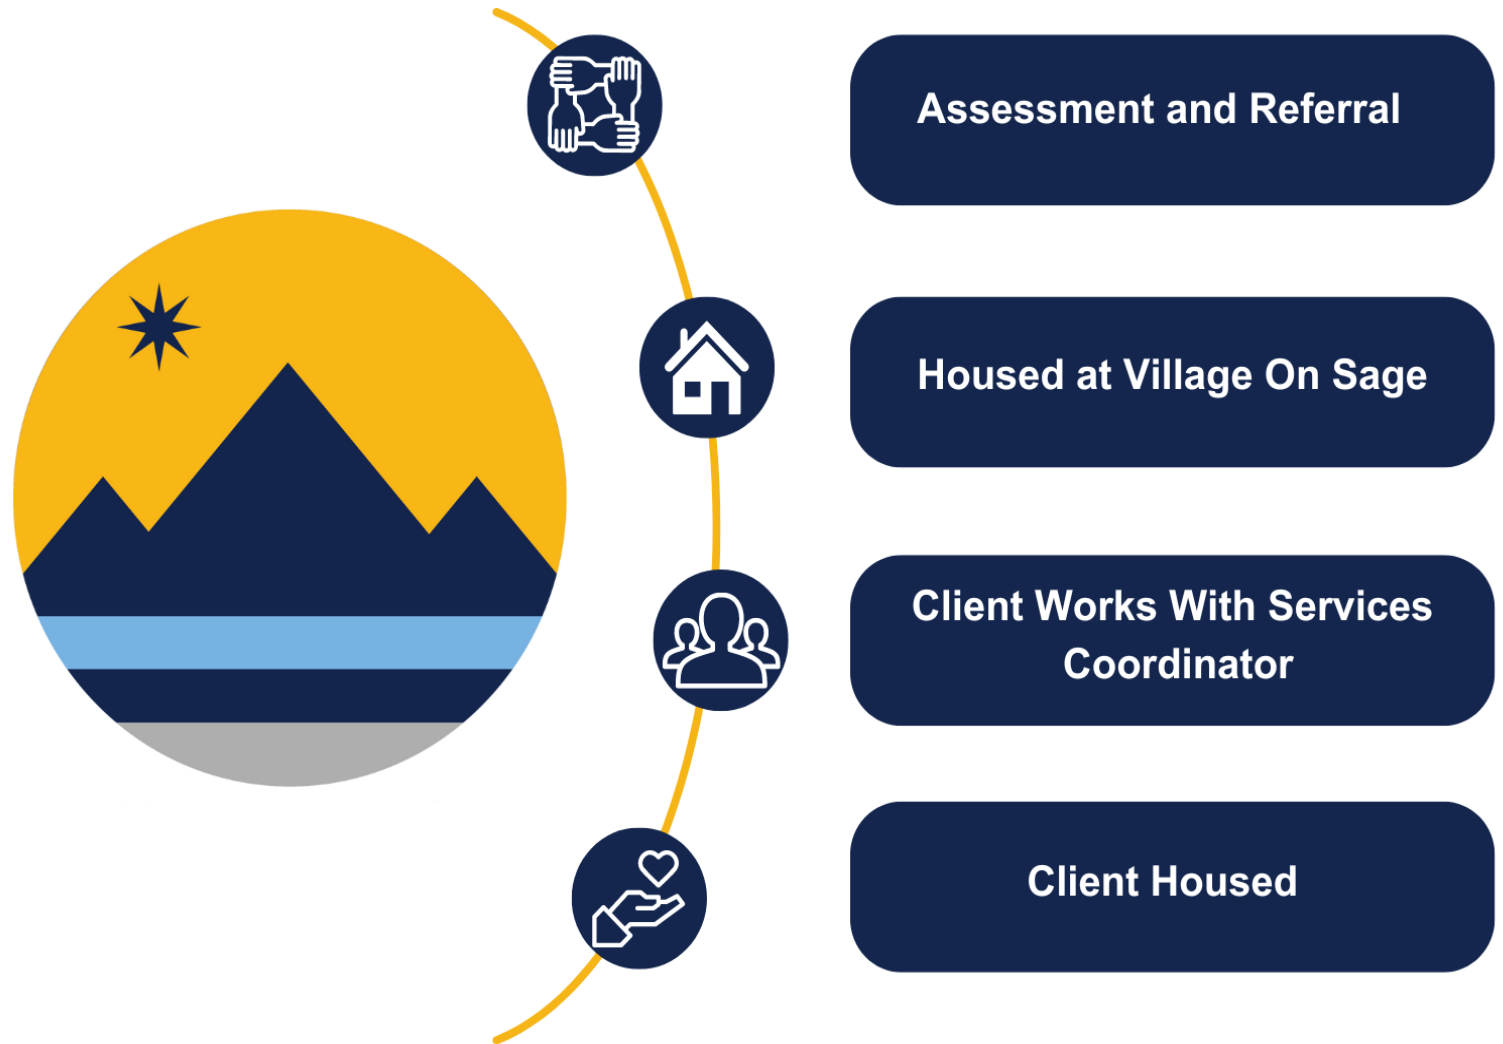 Assessment and Referral
Housed at Village On Sage
Client Works With Services
Coordinator
Client Housed